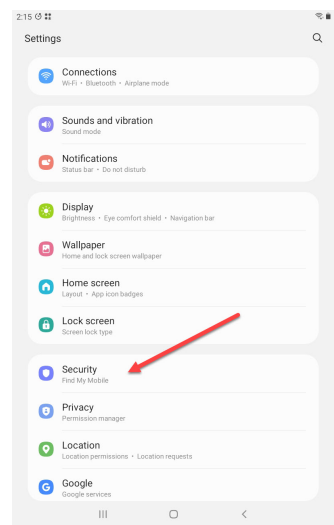 2:15
Settings
Connections
Wi-Fi • Bluetooth • Airplane mode
Sounds and vibration
Sound mode
Notifications
Status bar • Do not disturb
Display
Brightness • Eye comfort shield • Navigation bar
Wallpaper
Home and lock screen wallpaper
Home screen
Layout • App icon badges
Lock screen
Screen lock type
Security
Find My Mobile
Privacy
Permission manager
Location
Location permissions • Location requests
G
Google
Google services